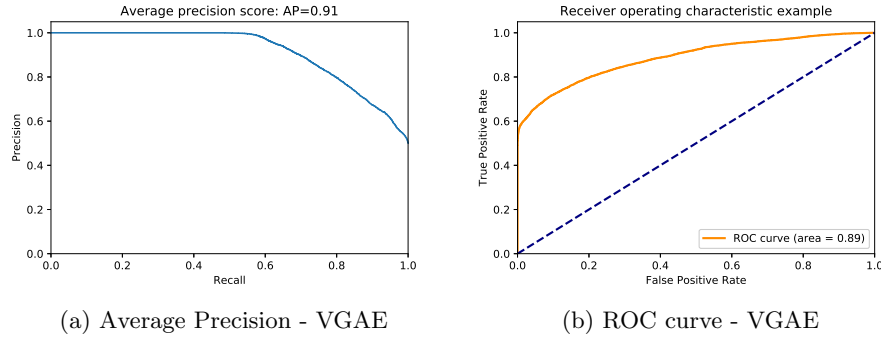 Average precision score: AP=0.91
Precision
1.0
0.8
0.6
0.4
0.2
0.0
0.0 0.2 0.4 0.6 0.8 1.0
Recall
(a) Average Precision - VGAE
Receiver operating characteristic example
True Positive Rate
1.0
0.8
0.6
0.4
0.2
0.0
ROC curve (area = 0.89)
0.0 0.2 0.4 0.6 0.8 1.0
False Positive Rate
(b) ROC curve - VGAE